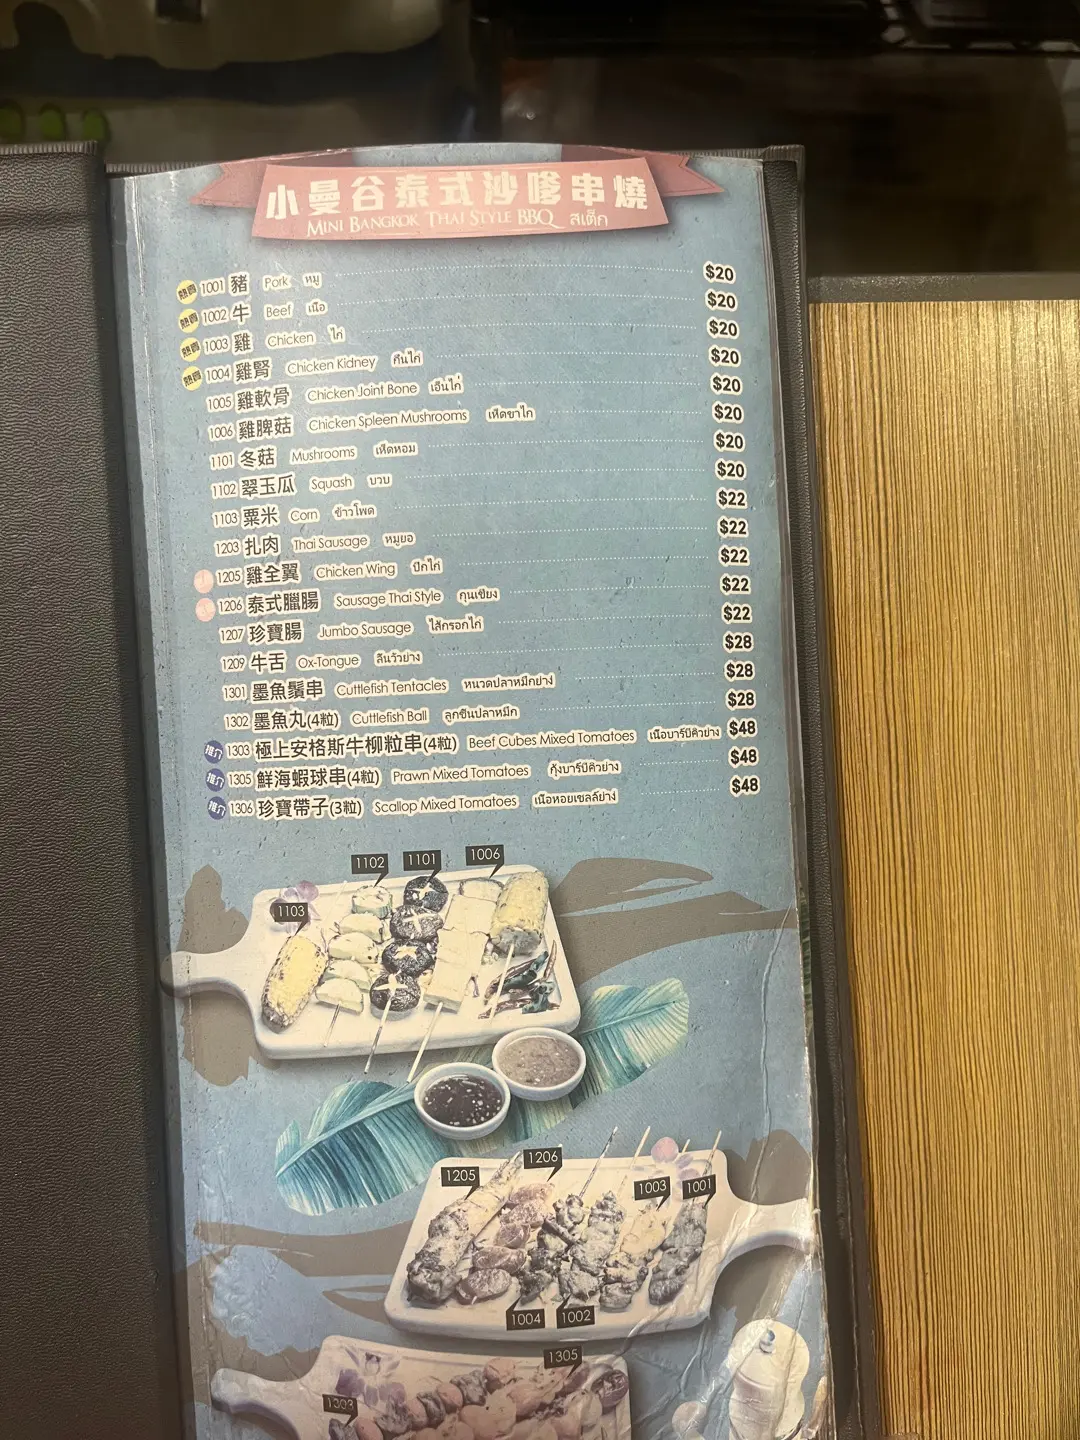 小曼谷泰式沙嗲串燒
MINI BANGKOK THAI STYLE BBQ สเต็ก
熱賣 1001 豬 Pork หมู $20
熱賣 1002 牛 Beef เนื้อ $20
熱賣 1003 雞 Chicken ไก่ $20
熱賣 1004 雞腎 Chicken Kidney กึ๋นไก่ $20
1005 雞軟骨 Chicken Joint Bone เอ็นไก่ $20
1006 雞脾菇 Chicken Spleen Mushrooms เห็ดขาไก่ $20
1101 冬菇 Mushrooms เห็ดหอม $20
1102 翠玉瓜 Squash บวบ $20
1103 粟米 Corn ข้าวโพด $22
1203 扎肉 Thai Sausage หมูยอ $22
1205 雞全翼 Chicken Wing ปีกไก่ $22
1206 泰式臘腸 Sausage Thai Style กุนเชียง $22
1207 珍寶腸 Jumbo Sausage ไส้กรอกไก่ $22
1209 牛舌 Ox-Tongue ลิ้นวัวย่าง $28
1301 墨魚鬚串 Cuttlefish Tentacles หนวดปลาหมึกย่าง $28
1302 墨魚丸(4粒) Cuttlefish Ball ลูกชิ้นปลาหมึก $28
推介 1303 極上安格斯牛柳粒串(4粒) Beef Cubes Mixed Tomatoes เนื้อบาร์บีคิวย่าง $48
推介 1305 鮮海蝦球串(4粒) Prawn Mixed Tomatoes กุ้งบาร์บีคิวย่าง $48
推介 1306 珍寶帶子(3粒) Scallop Mixed Tomatoes เนื้อหอยเชลล์ย่าง $48
1102 1101 1006
1103
1205 1206 1003 1001
1004 1002
1305
1303